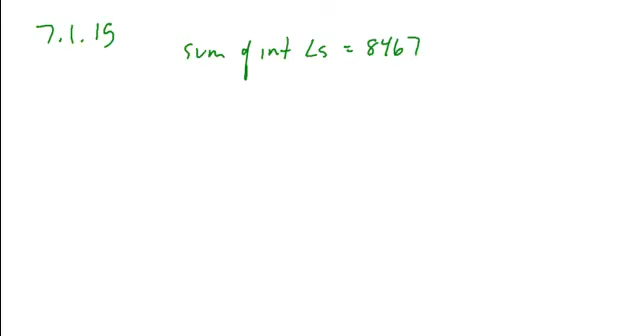 7.1.15
sum of int ∠s = 8467